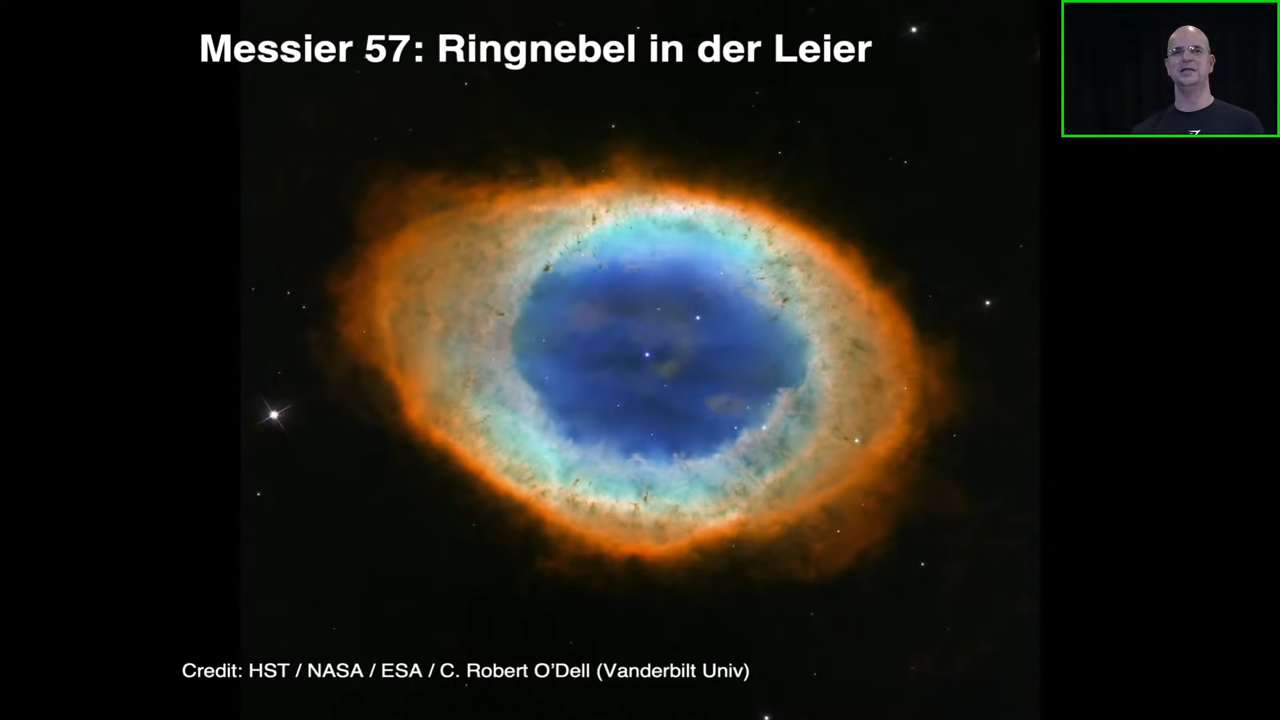 Messier 57: Ringnebel in der Leier
Credit: HST / NASA / ESA / C. Robert O’Dell (Vanderbilt Univ)